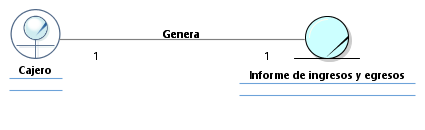 Genera
1
1
Cajero
Informe de ingresos y egresos